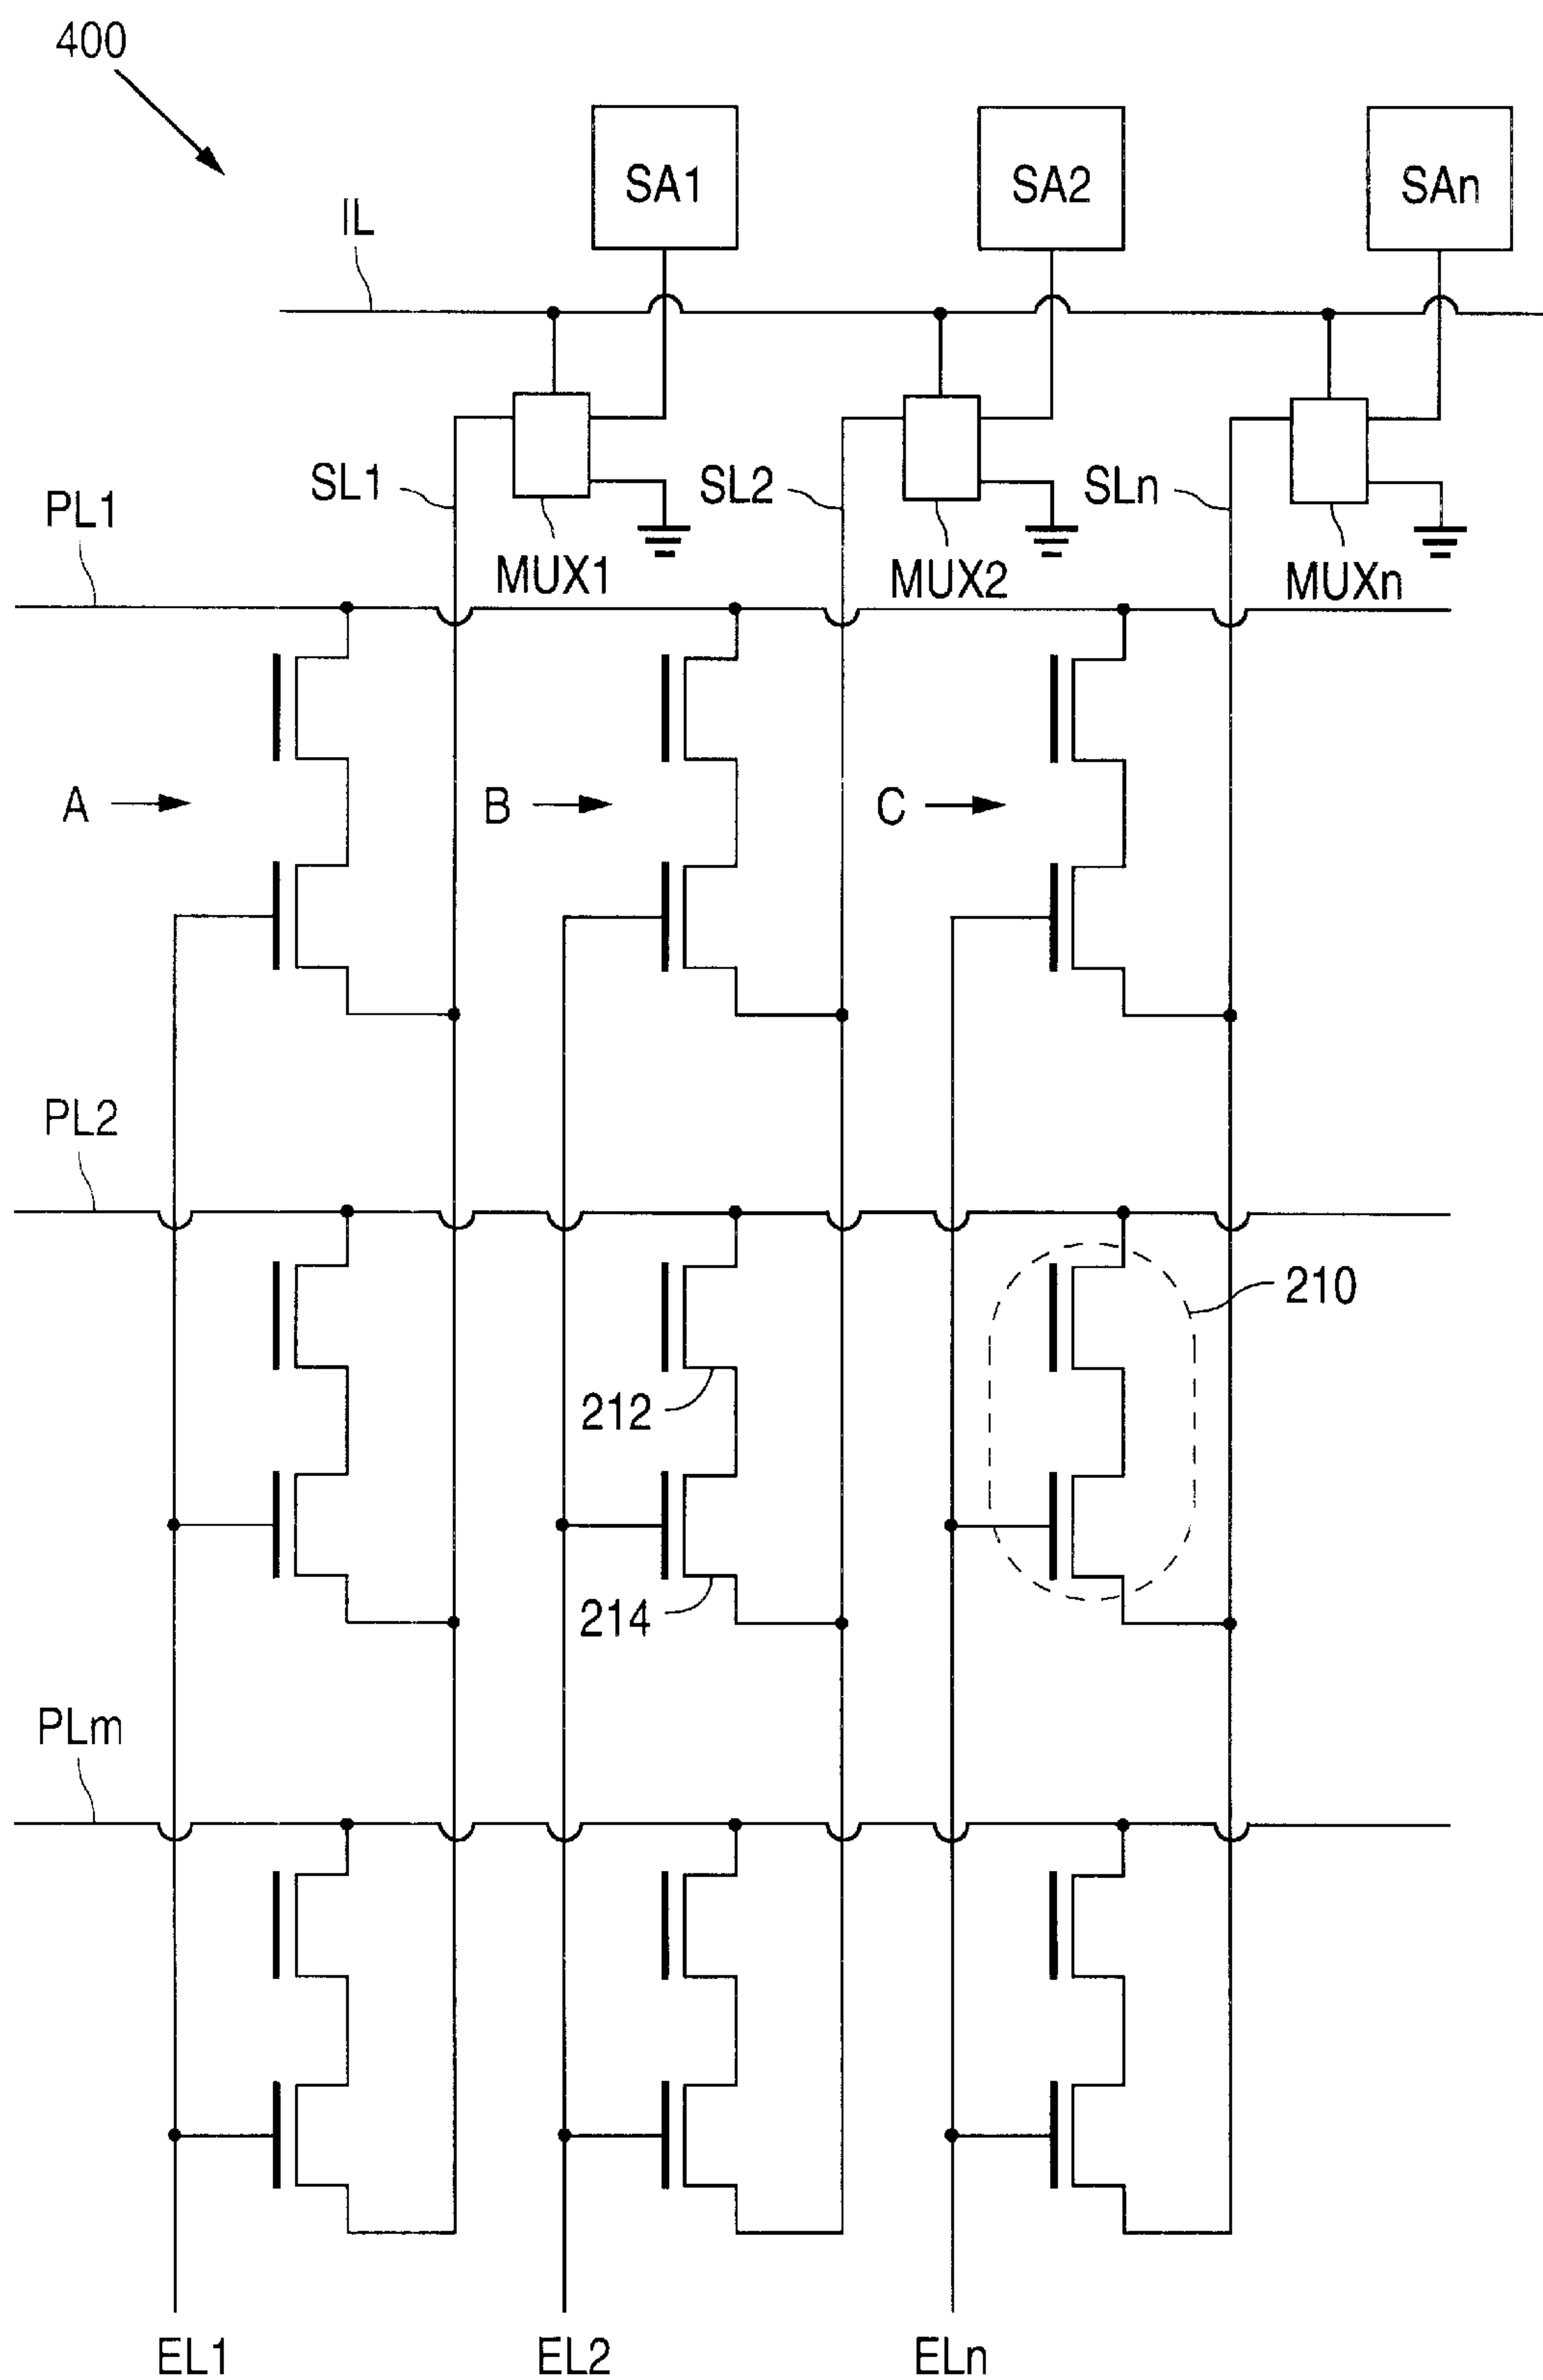 400
SA1 SA2 SAn
IL
SL1 SL2 SLn
PL1
MUX1 MUX2 MUXn
A B C
PL2
210
212
214
PLm
EL1 EL2 ELn